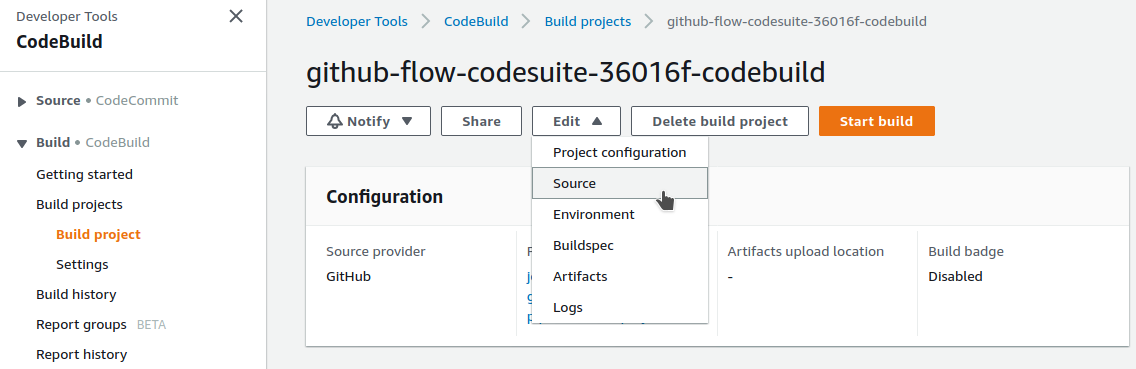 Developer Tools
CodeBuild
Source • CodeCommit
Build • CodeBuild
Getting started
Build projects
Build project
Settings
Build history
Report groups BETA
Report history
Developer Tools > CodeBuild > Build projects > github-flow-codesuite-36016f-codebuild
github-flow-codesuite-36016f-codebuild
Notify Share Edit Delete build project Start build
Project configuration
Source
Environment
Buildspec
Artifacts
Logs
Configuration
Source provider
GitHub
Artifacts upload location
-
Build badge
Disabled